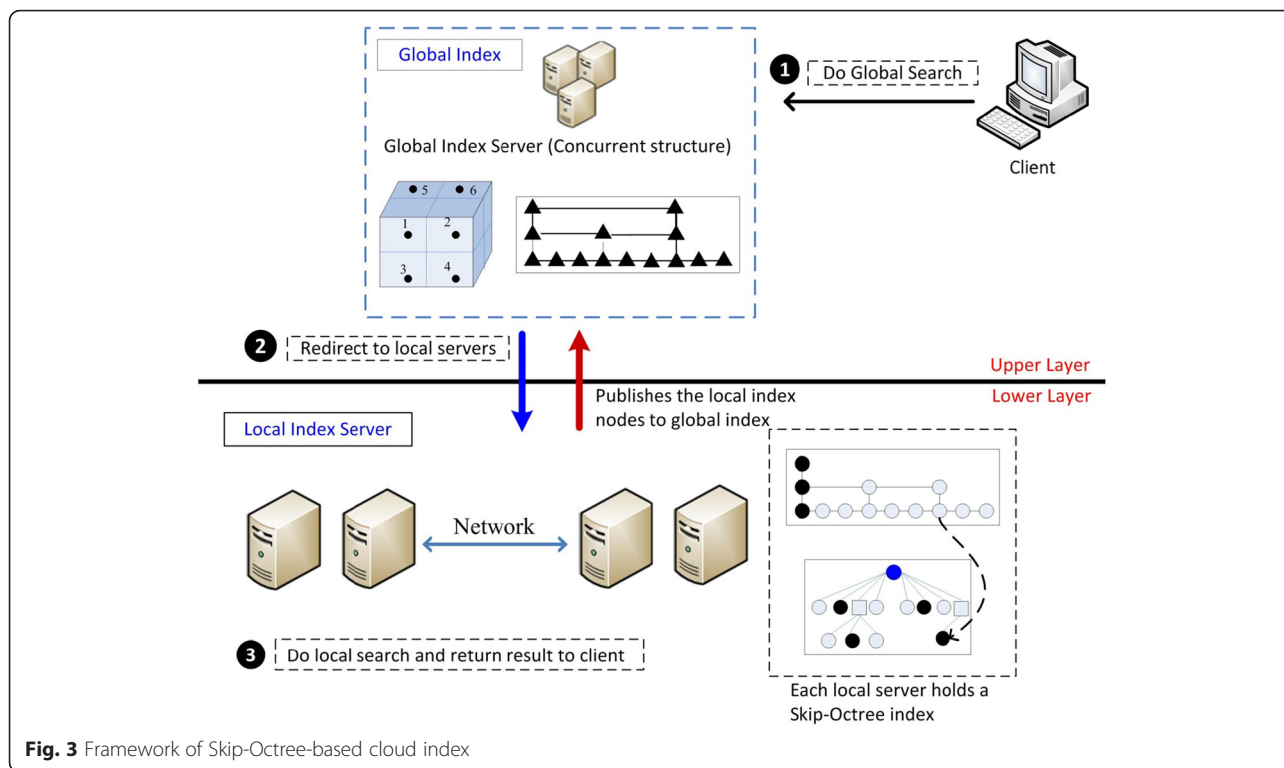 Global Index
1 Do Global Search
Global Index Server (Concurrent structure)
Client
5 6
1 2
3 4
2 Redirect to local servers
Upper Layer
Lower Layer
Publishes the local index
nodes to global index
Local Index Server
Network
3 Do local search and return result to client
Each local server holds a
Skip-Octree index
Fig. 3 Framework of Skip-Octree-based cloud index